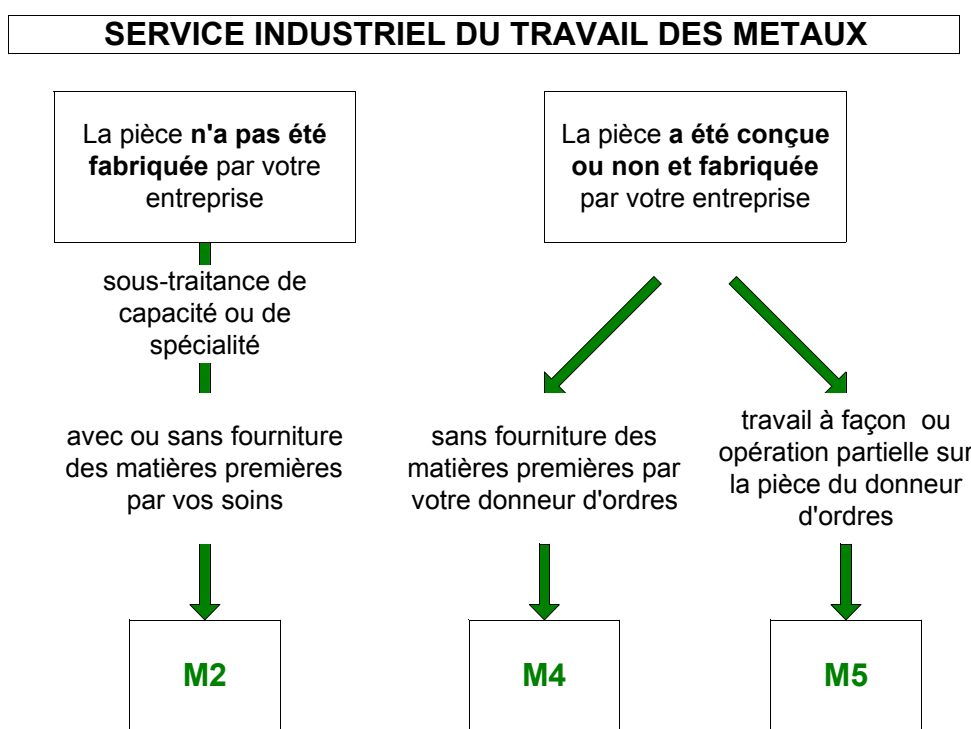 SERVICE INDUSTRIEL DU TRAVAIL DES METAUX
La pièce n'a pas été
fabriquée par votre
entreprise
La pièce a été conçue
ou non et fabriquée
par votre entreprise
sous-traitance de
capacité ou de
spécialité
avec ou sans fourniture
des matières premières
par vos soins
sans fourniture des
matières premières par
votre donneur d'ordres
travail à façon ou
opération partielle sur
la pièce du donneur
d'ordres
M2
M4
M5